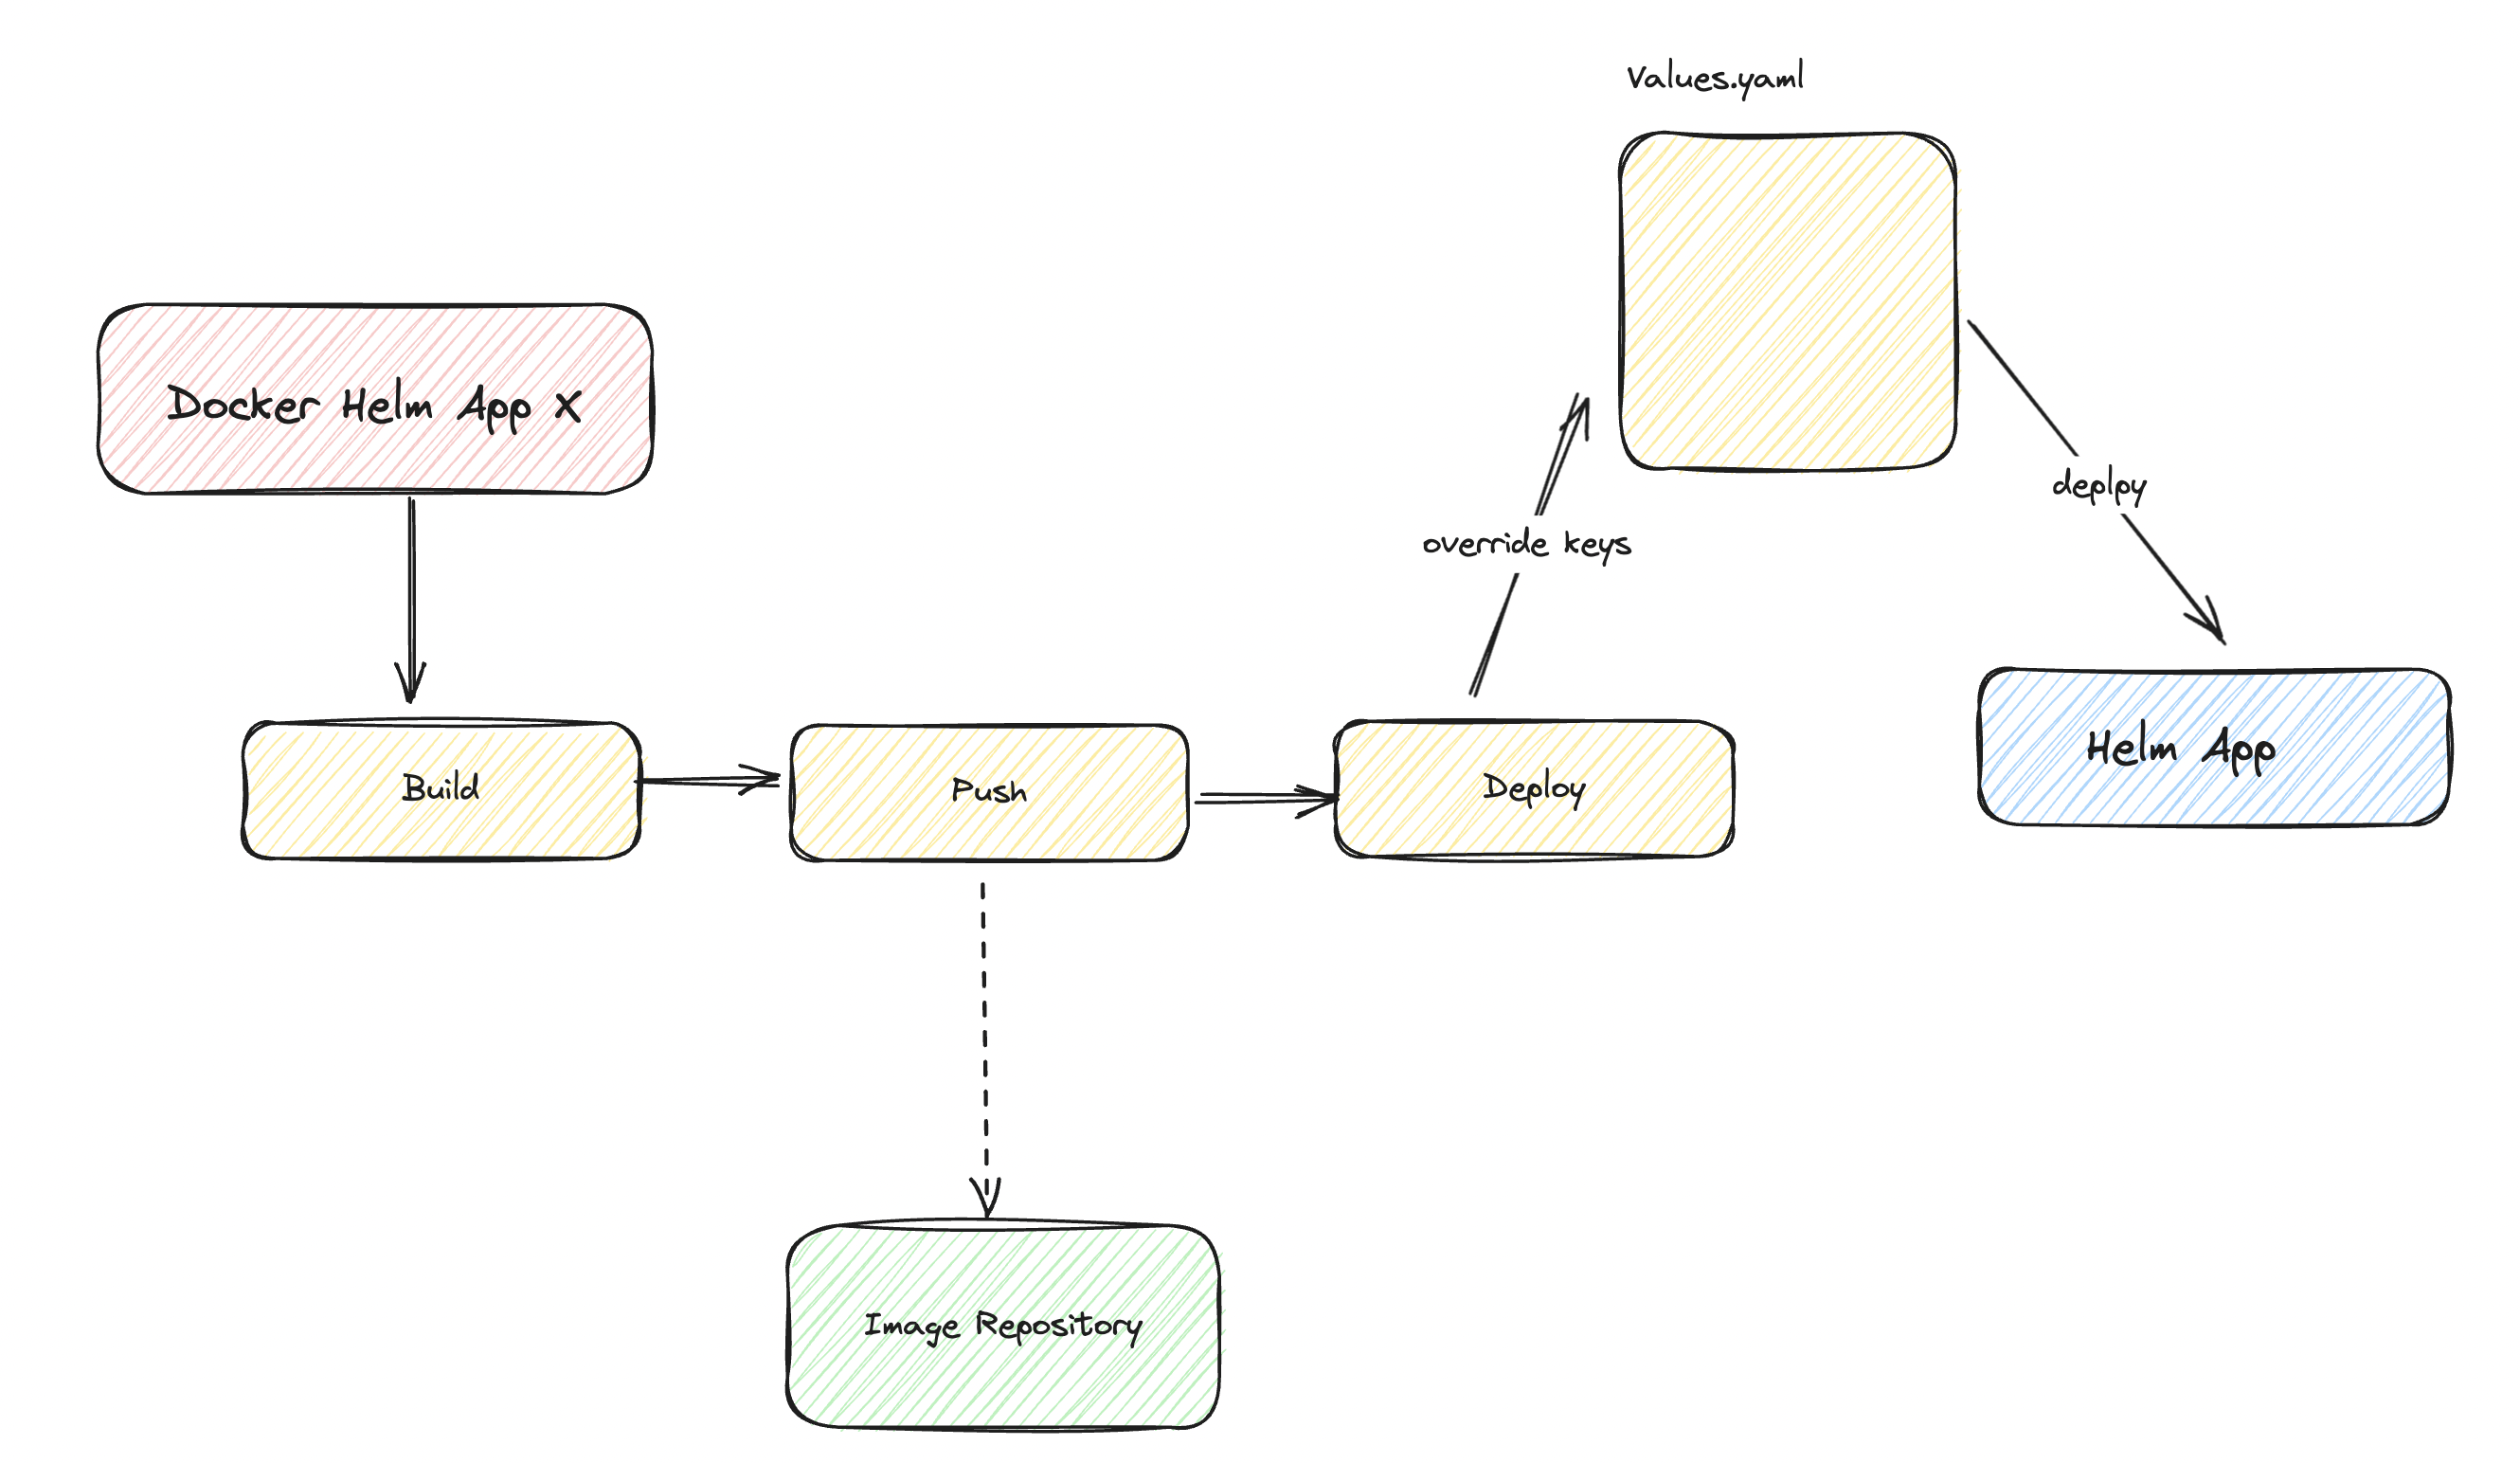 Values.yaml
Docker Helm App X
deplpy
override keys
Helm App
Build
Push
Deploy
Image Repository